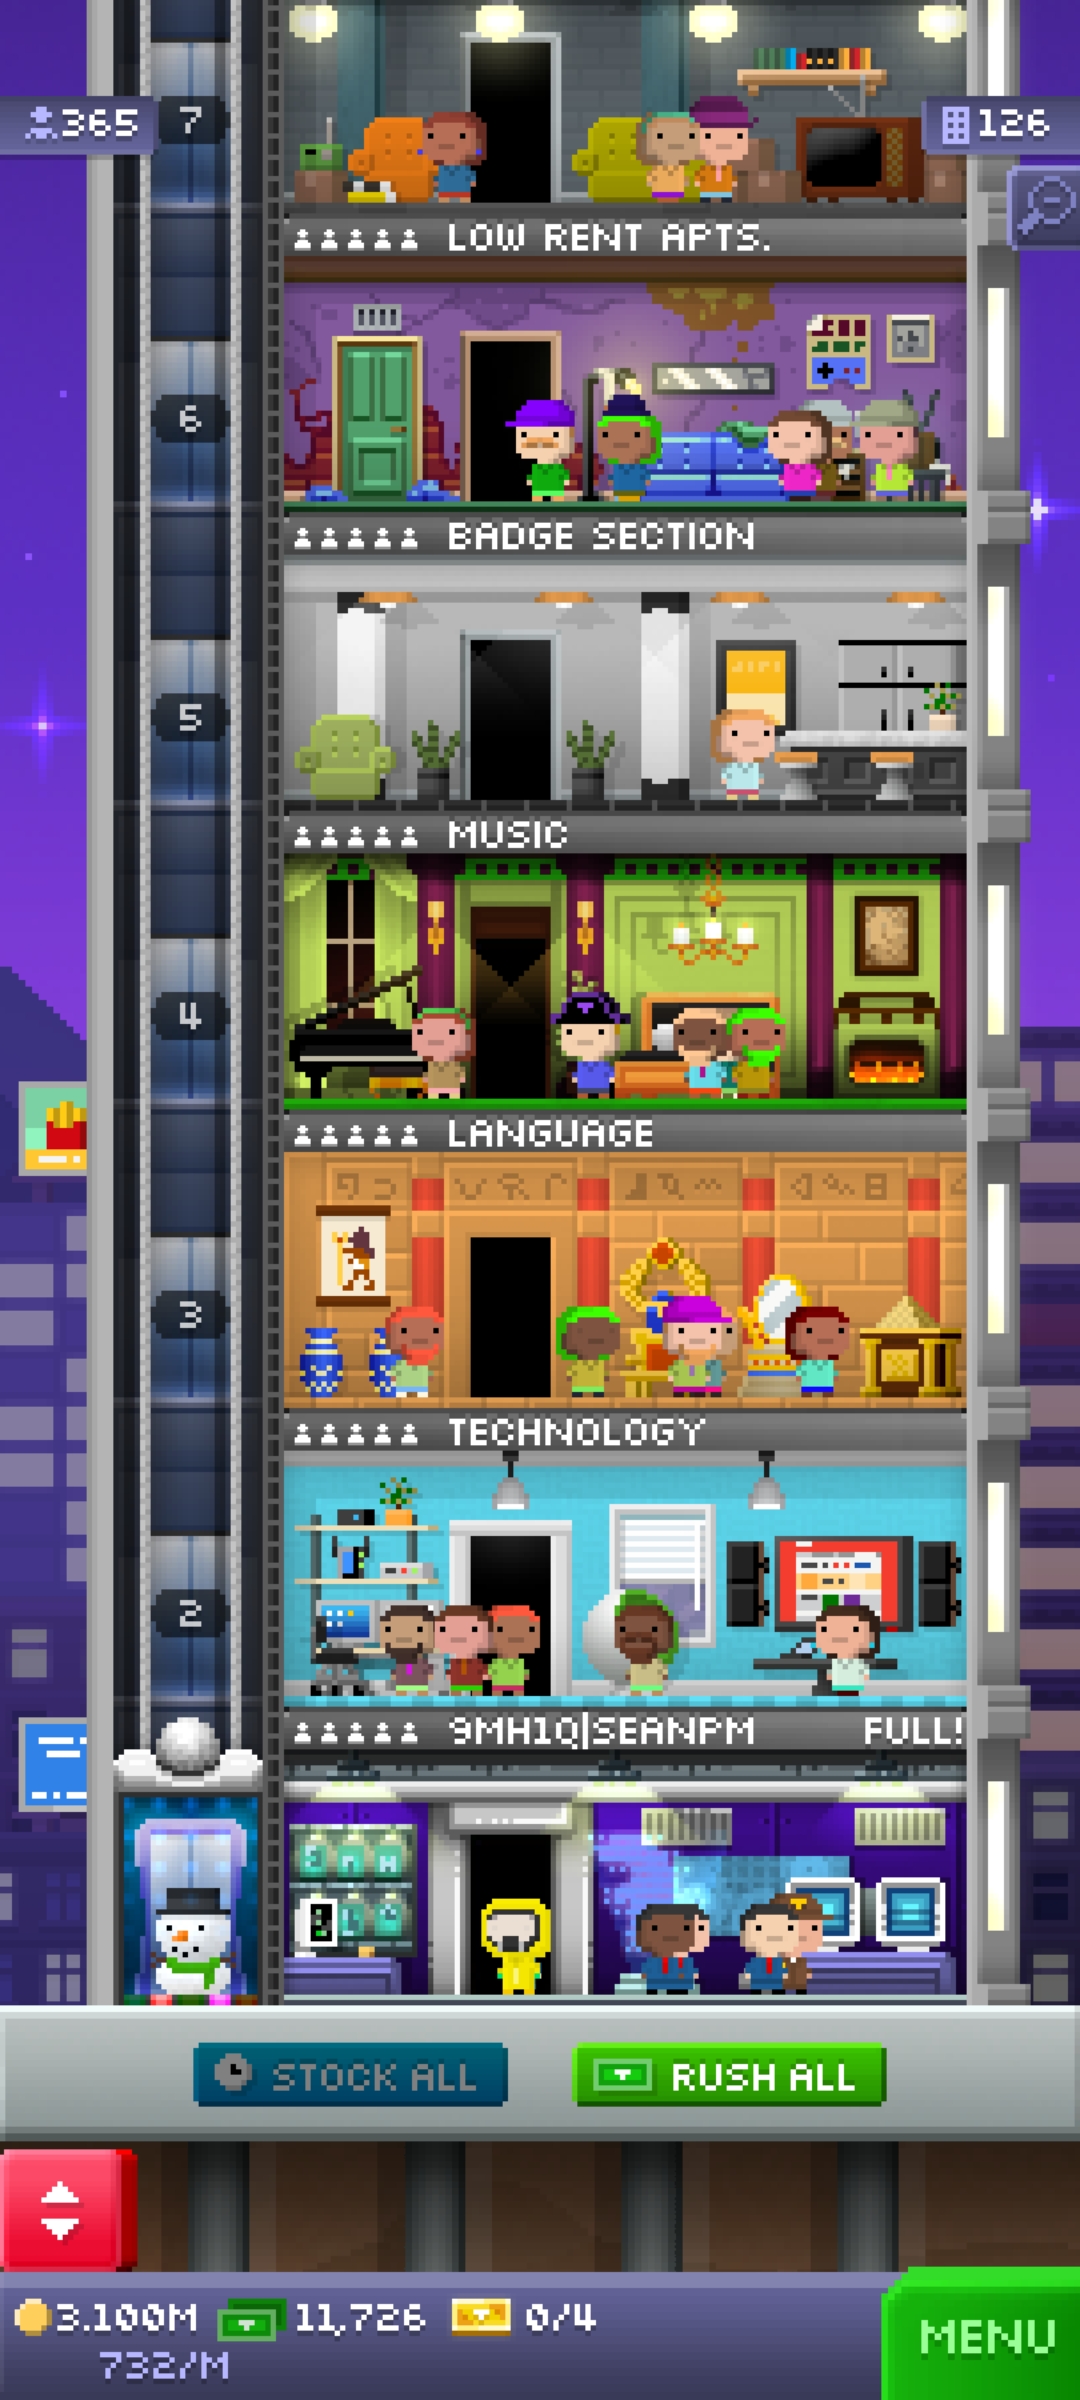 7
365
126
LOW RENT APTS.
6
BADGE SECTION
5
MUSIC
4
LANGUAGE
3
TECHNOLOGY
2
9MH1Q|SEANPM FULL!
STOCK ALL
RUSH ALL
3.100M 11,726 0/4
732/M
MENU